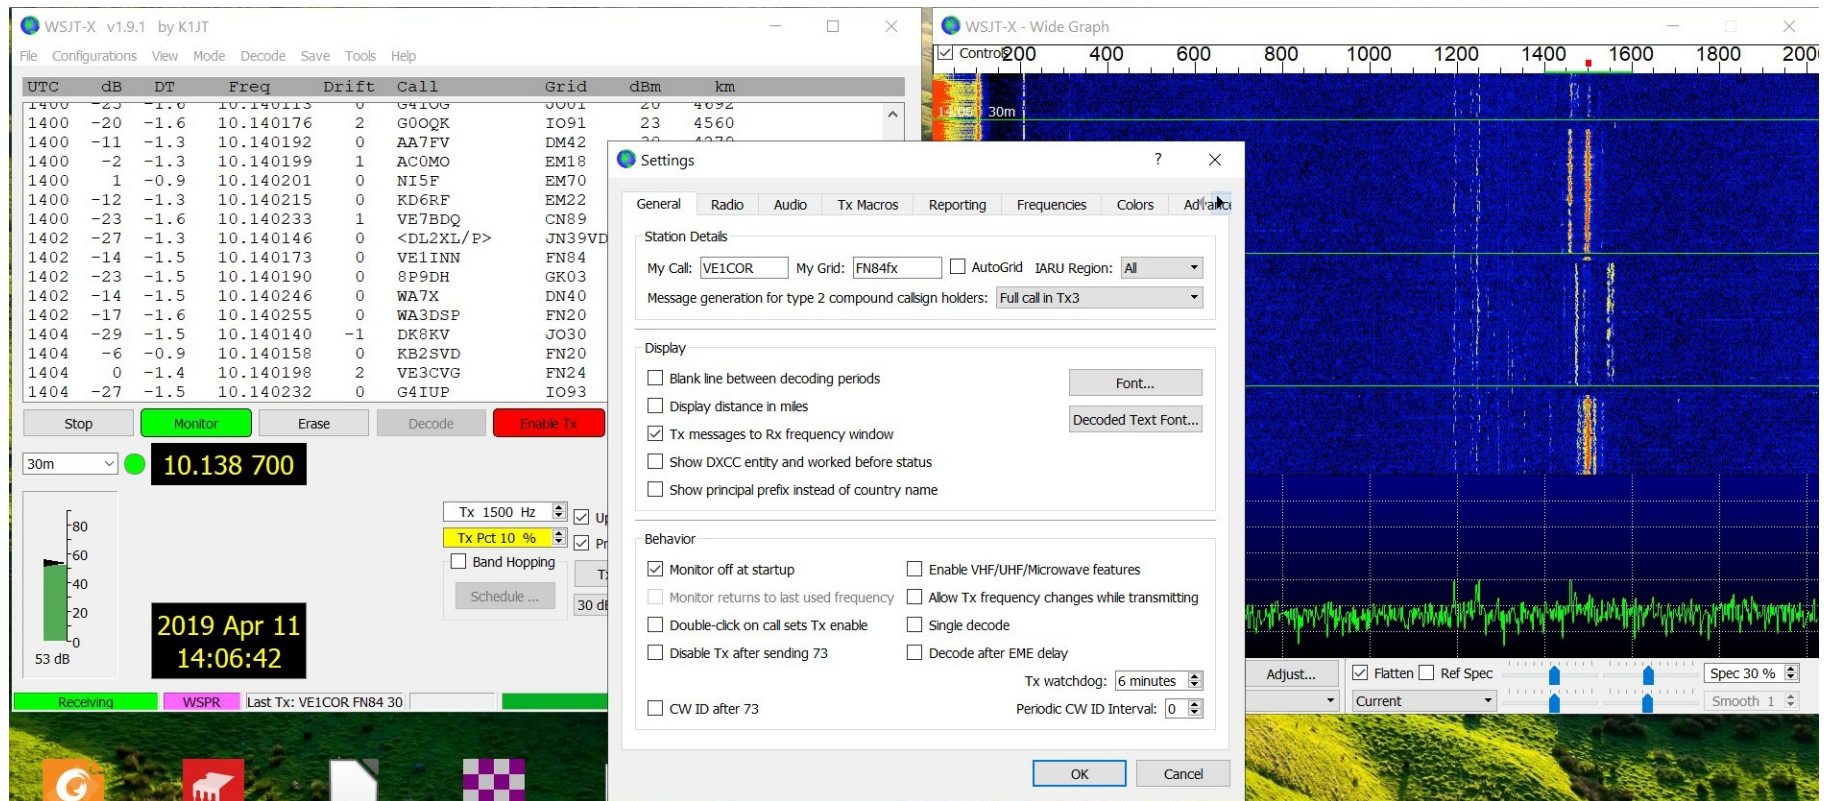 WSJT-X v1.9.1 by K1JT
File Configurations View Mode Decode Save Tools Help
UTC dB DT Freq Drift Call Grid dBm km
1400 -25 -1.6 10.140113 0 G4IOG JO01 20 4692
1400 -20 -1.6 10.140176 2 G0OQK IO91 23 4560
1400 -11 -1.3 10.140192 0 AA7FV DM42
1400 -2 -1.3 10.140199 1 AC0MO EM18
1400 1 -0.9 10.140201 0 NI5F EM70
1400 -12 -1.3 10.140215 0 KD6RF EM22
1400 -23 -1.6 10.140233 1 VE7BDQ CN89
1402 -27 -1.3 10.140146 0 <DL2XL/P> JN39VD
1402 -14 -1.5 10.140173 0 VE1INN FN84
1402 -23 -1.5 10.140190 0 8P9DH GK03
1402 -14 -1.5 10.140246 0 WA7X DN40
1402 -17 -1.6 10.140255 0 WA3DSP FN20
1404 -29 -1.5 10.140140 -1 DK8KV JO30
1404 -6 -0.9 10.140158 0 KB2SVD FN20
1404 0 -1.4 10.140198 2 VE3CVG FN24
1404 -27 -1.5 10.140232 0 G4IUP IO93
Stop Monitor Erase Decode Enable Tx
30m 10.138 700
Tx 1500 Hz
Tx Pct 10 %
Band Hopping
Schedule ...
30 dB
80
60
40
20
0
53 dB
2019 Apr 11
14:06:42
Receiving WSPR Last Tx: VE1COR FN84 30
Settings ?
General Radio Audio Tx Macros Reporting Frequencies Colors
Station Details
My Call: VE1COR My Grid: FN84fx AutoGrid IARU Region: All
Message generation for type 2 compound callsign holders: Full call in Tx3
Display
Blank line between decoding periods
Font...
Display distance in miles
Decoded Text Font...
Tx messages to Rx frequency window
Show DXCC entity and worked before status
Show principal prefix instead of country name
Behavior
Monitor off at startup
Enable VHF/UHF/Microwave features
Monitor returns to last used frequency
Allow Tx frequency changes while transmitting
Double-click on call sets Tx enable
Single decode
Disable Tx after sending 73
Decode after EME delay
Tx watchdog: 6 minutes
CW ID after 73
Periodic CW ID Interval: 0
OK Cancel
WSJT-X - Wide Graph
Controls 200 400 600 800 1000 1200 1400 1600 1800 2000
30m
Adjust... Flatten Ref Spec Spec 30 %
Current Smooth 1